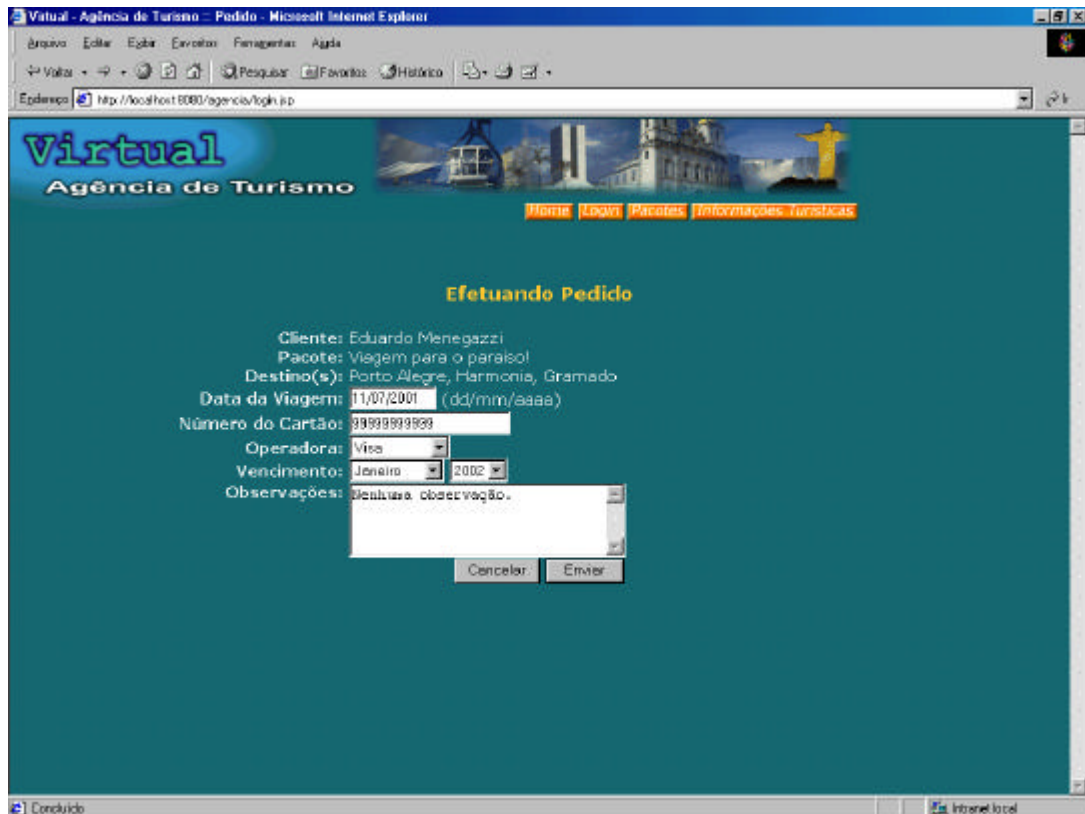 Virtual - Agência de Turismo :: Pedido - Microsoft Internet Explorer
Arquivo Editar Exibir Favoritos Ferramentas Ajuda
Voltar Pesquisar Favoritos Histórico
Endereço http://localhost:8080/agencia/login.jsp Ir
Virtual
Agência de Turismo
Home Login Pacotes Informações Turísticas
Efetuando Pedido
Cliente: Eduardo Menegazzi
Pacote: Viagem para o paraíso!
Destino(s): Porto Alegre, Harmonia, Gramado
Data da Viagem: 11/07/2001 (dd/mm/aaaa)
Número do Cartão: 99999999999
Operadora: Visa
Vencimento: Janeiro 2002
Observações: Nenhuma observação.
Cancelar Enviar
Concluído Intranet local